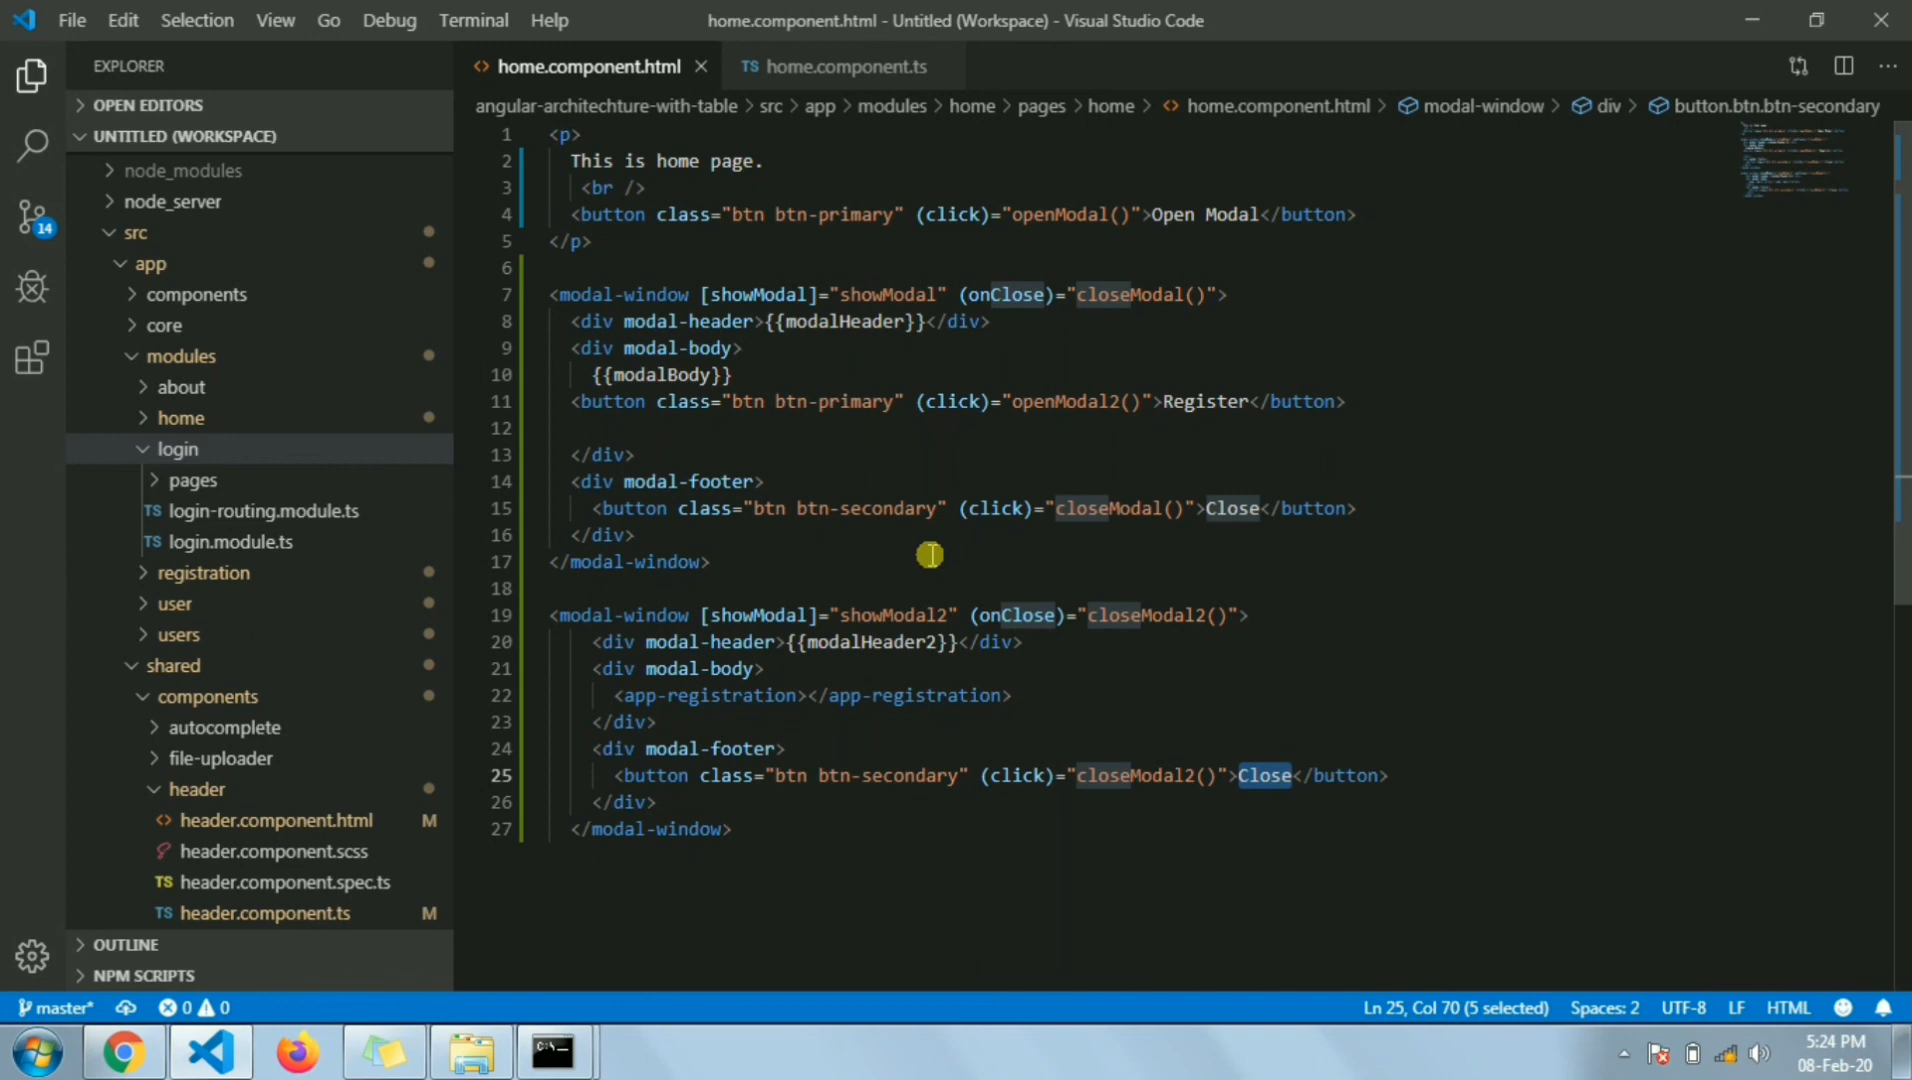 File Edit Selection View Go Debug Terminal Help home.component.html - Untitled (Workspace) - Visual Studio Code
EXPLORER
OPEN EDITORS
UNTITLED (WORKSPACE)
node_modules
node_server
src
app
components
core
modules
about
home
login
pages
TS login-routing.module.ts
TS login.module.ts
registration
user
users
shared
components
autocomplete
file-uploader
header
<> header.component.html M
header.component.scss
TS header.component.spec.ts
TS header.component.ts M
OUTLINE
NPM SCRIPTS
14
<> home.component.html TS home.component.ts
angular-architechture-with-table > src > app > modules > home > pages > home > <> home.component.html > modal-window > div > button.btn.btn-secondary
1 <p>
2 This is home page.
3 <br />
4 <button class="btn btn-primary" (click)="openModal()">Open Modal</button>
5 </p>
6
7 <modal-window [showModal]="showModal" (onClose)="closeModal()">
8 <div modal-header>{{modalHeader}}</div>
9 <div modal-body>
10 {{modalBody}}
11 <button class="btn btn-primary" (click)="openModal2()">Register</button>
12
13 </div>
14 <div modal-footer>
15 <button class="btn btn-secondary" (click)="closeModal()">Close</button>
16 </div>
17 </modal-window>
18
19 <modal-window [showModal]="showModal2" (onClose)="closeModal2()">
20 <div modal-header>{{modalHeader2}}</div>
21 <div modal-body>
22 <app-registration></app-registration>
23 </div>
24 <div modal-footer>
25 <button class="btn btn-secondary" (click)="closeModal2()">Close</button>
26 </div>
27 </modal-window>
master* 0 0 Ln 25, Col 70 (5 selected) Spaces: 2 UTF-8 LF HTML
C:\
5:24 PM
08-Feb-20